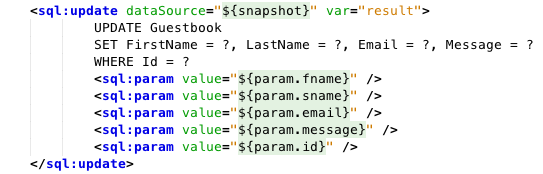 <sql:update dataSource="${snapshot}" var="result">
UPDATE Guestbook
SET FirstName = ?, LastName = ?, Email = ?, Message = ?
WHERE Id = ?
<sql:param value="${param.fname}" />
<sql:param value="${param.sname}" />
<sql:param value="${param.email}" />
<sql:param value="${param.message}" />
<sql:param value="${param.id}" />
</sql:update>